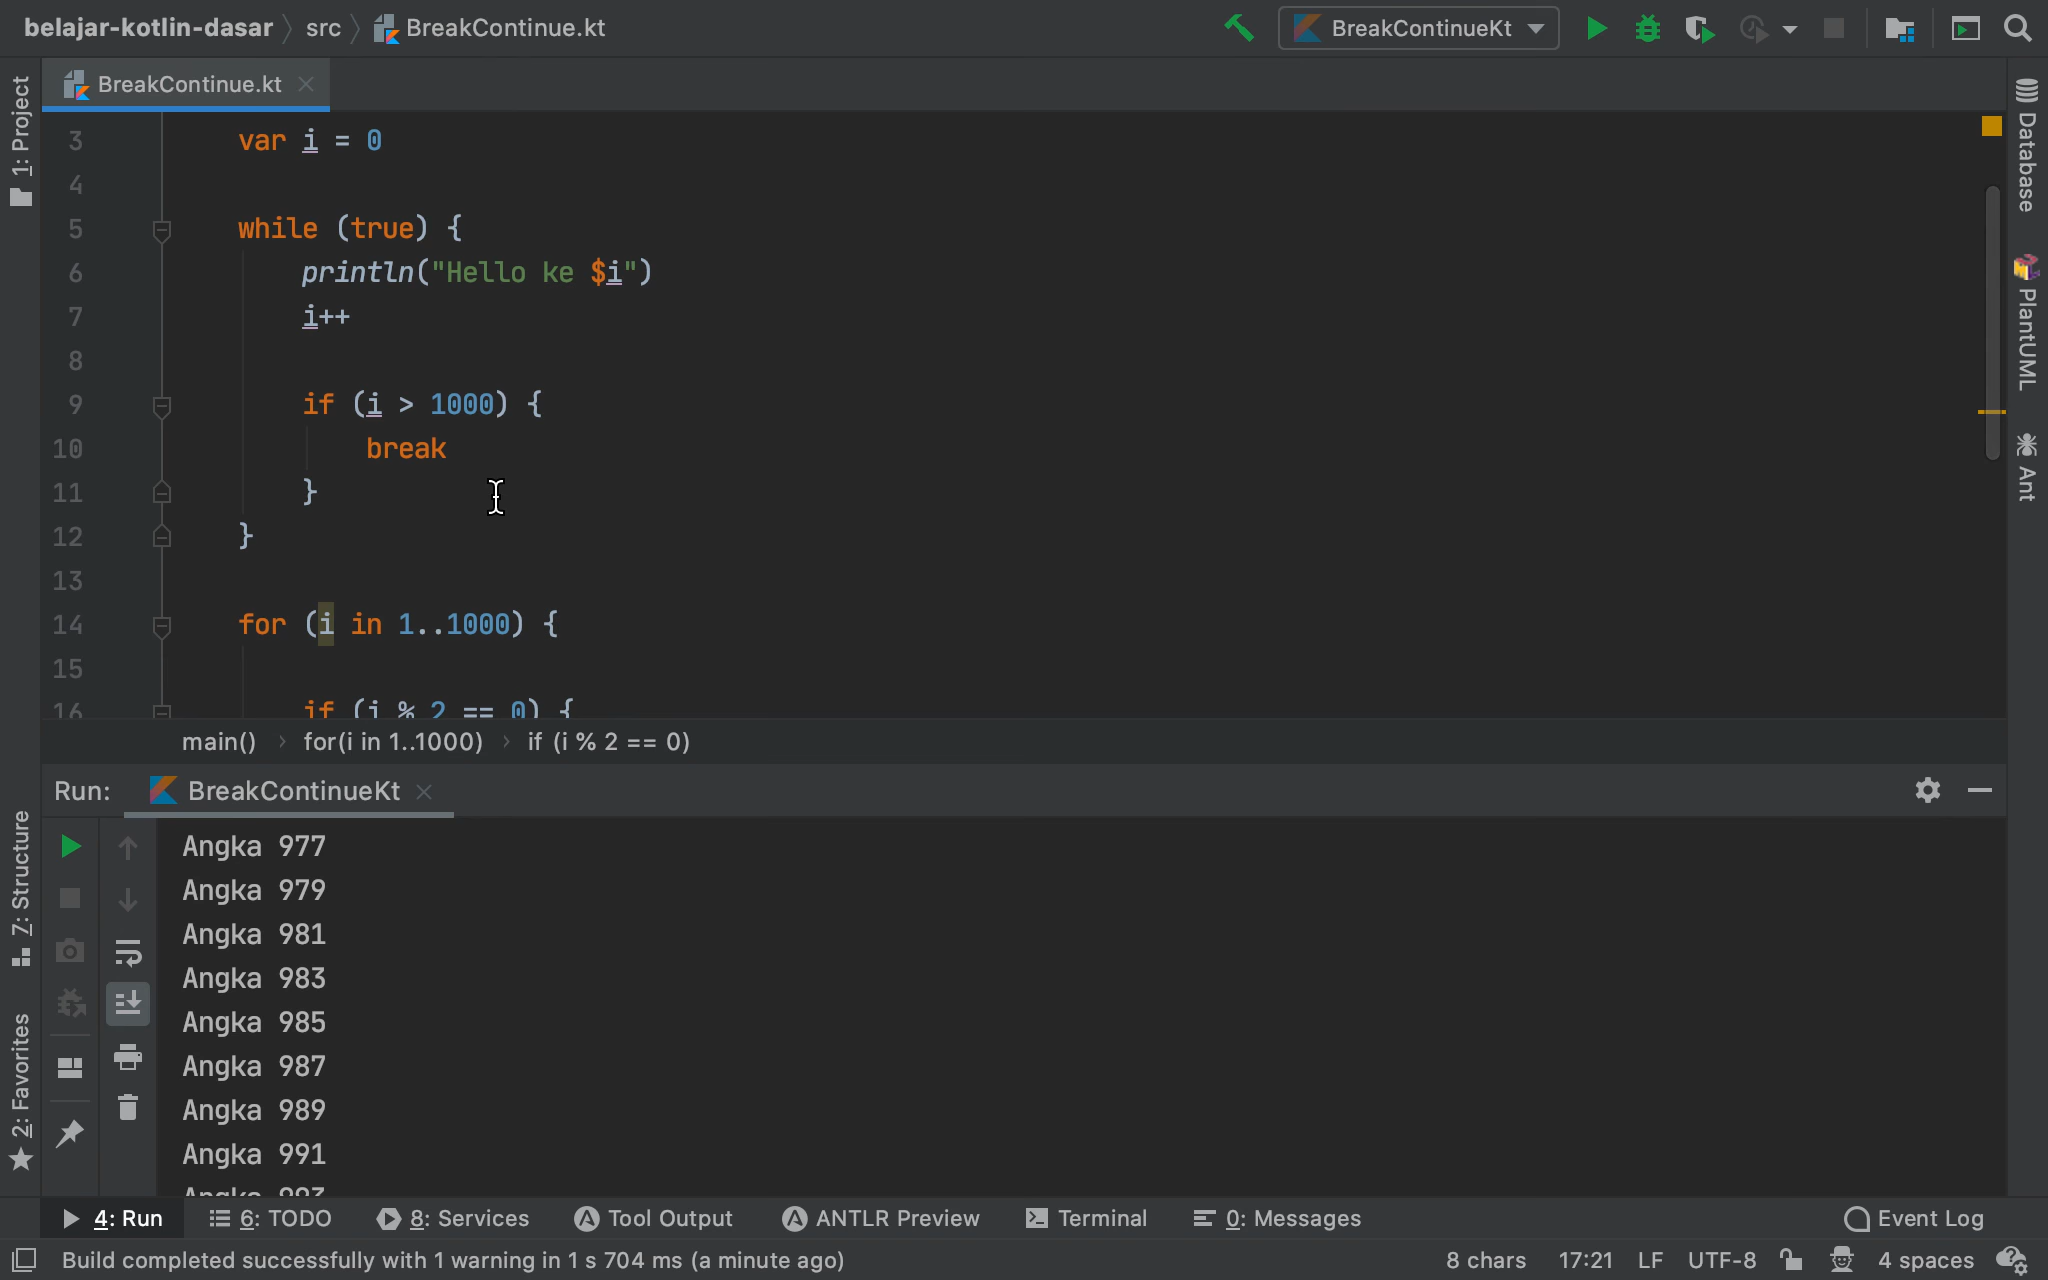 belajar-kotlin-dasar src BreakContinue.kt BreakContinueKt
BreakContinue.kt
1: Project
Database
PlantUML
Ant
3 var i = 0
4
5 while (true) {
6 println("Hello ke $i")
7 i++
8
9 if (i > 1000) {
10 break
11 }
12 }
13
14 for (i in 1..1000) {
15
16 if (i % 2 == 0) {
main() › for(i in 1..1000) › if (i % 2 == 0)
Run: BreakContinueKt
7: Structure
2: Favorites
Angka 977
Angka 979
Angka 981
Angka 983
Angka 985
Angka 987
Angka 989
Angka 991
Angka 993
4: Run 6: TODO 8: Services Tool Output ANTLR Preview Terminal 0: Messages Event Log
Build completed successfully with 1 warning in 1 s 704 ms (a minute ago) 8 chars 17:21 LF UTF-8 4 spaces